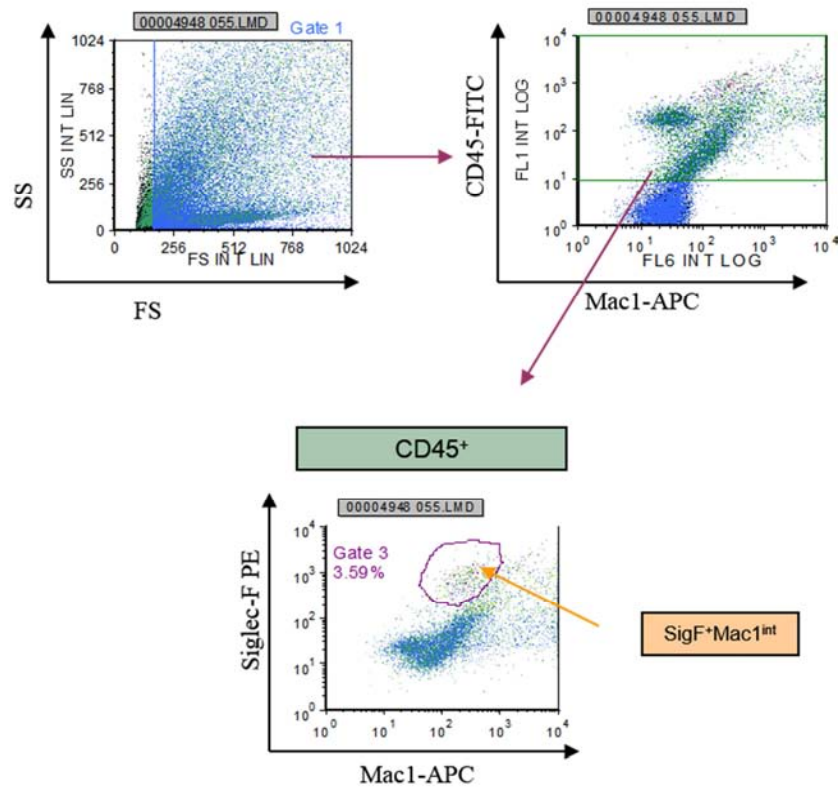 00004948 055.LMD
Gate 1
1024
768
512
256
0
SS INT LIN
SS
0 256 512 768 1024
FS INT LIN
FS
00004948 055.LMD
10^4
10^3
10^2
10^1
10^0
FL1 INT LOG
CD45-FITC
10^0 10^1 10^2 10^3 10^4
FL6 INT LOG
Mac1-APC
CD45⁺
00004948 055.LMD
Gate 3
3.59%
10^4
10^3
10^2
10^1
10^0
Siglec-F PE
10^0 10^1 10^2 10^3 10^4
Mac1-APC
SigF⁺Mac1ⁱⁿᵗ